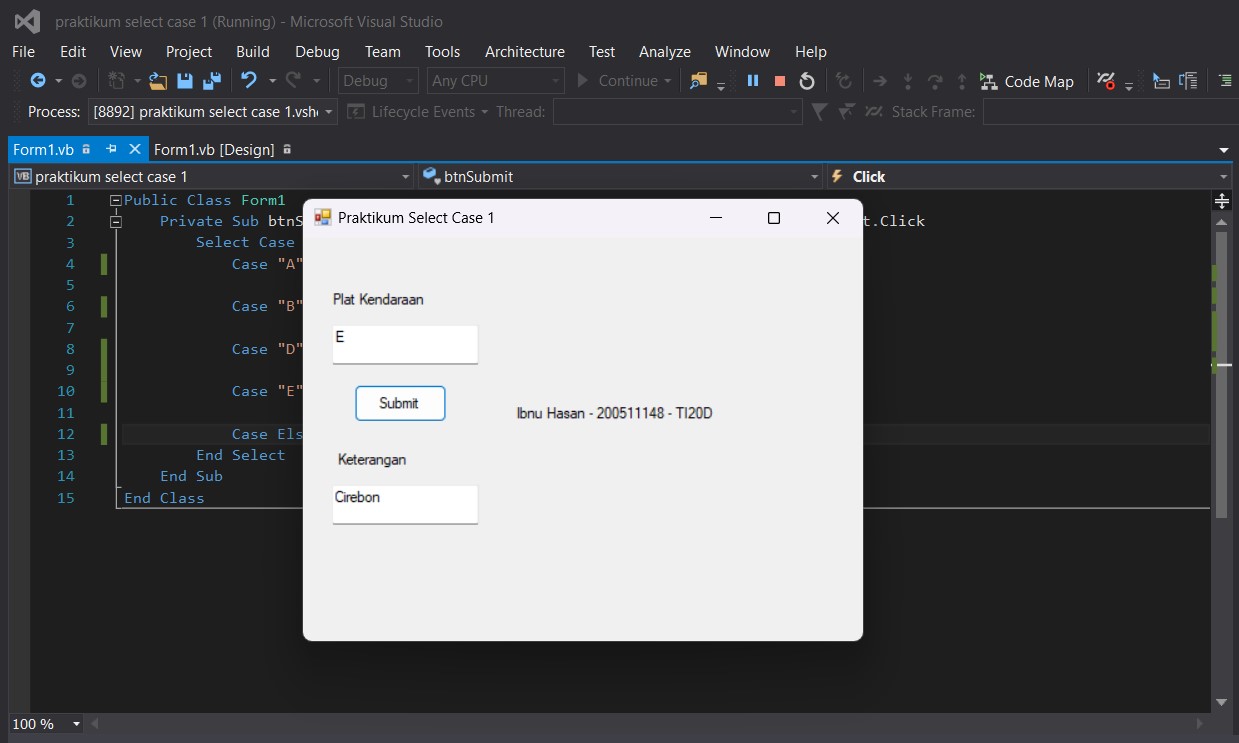 praktikum select case 1 (Running) - Microsoft Visual Studio
File Edit View Project Build Debug Team Tools Architecture Test Analyze Window Help
Debug Any CPU Continue Code Map
Process: [8892] praktikum select case 1.vsh Lifecycle Events Thread: Stack Frame:
Form1.vb Form1.vb [Design]
VB praktikum select case 1 btnSubmit Click
1 Public Class Form1
2 Private Sub btnS t.Click
3 Select Case
4 Case "A"
5
6 Case "B"
7
8 Case "D"
9
10 Case "E"
11
12 Case Els
13 End Select
14 End Sub
15 End Class
Praktikum Select Case 1
Plat Kendaraan
E
Submit
Ibnu Hasan - 200511148 - TI20D
Keterangan
Cirebon
100 %